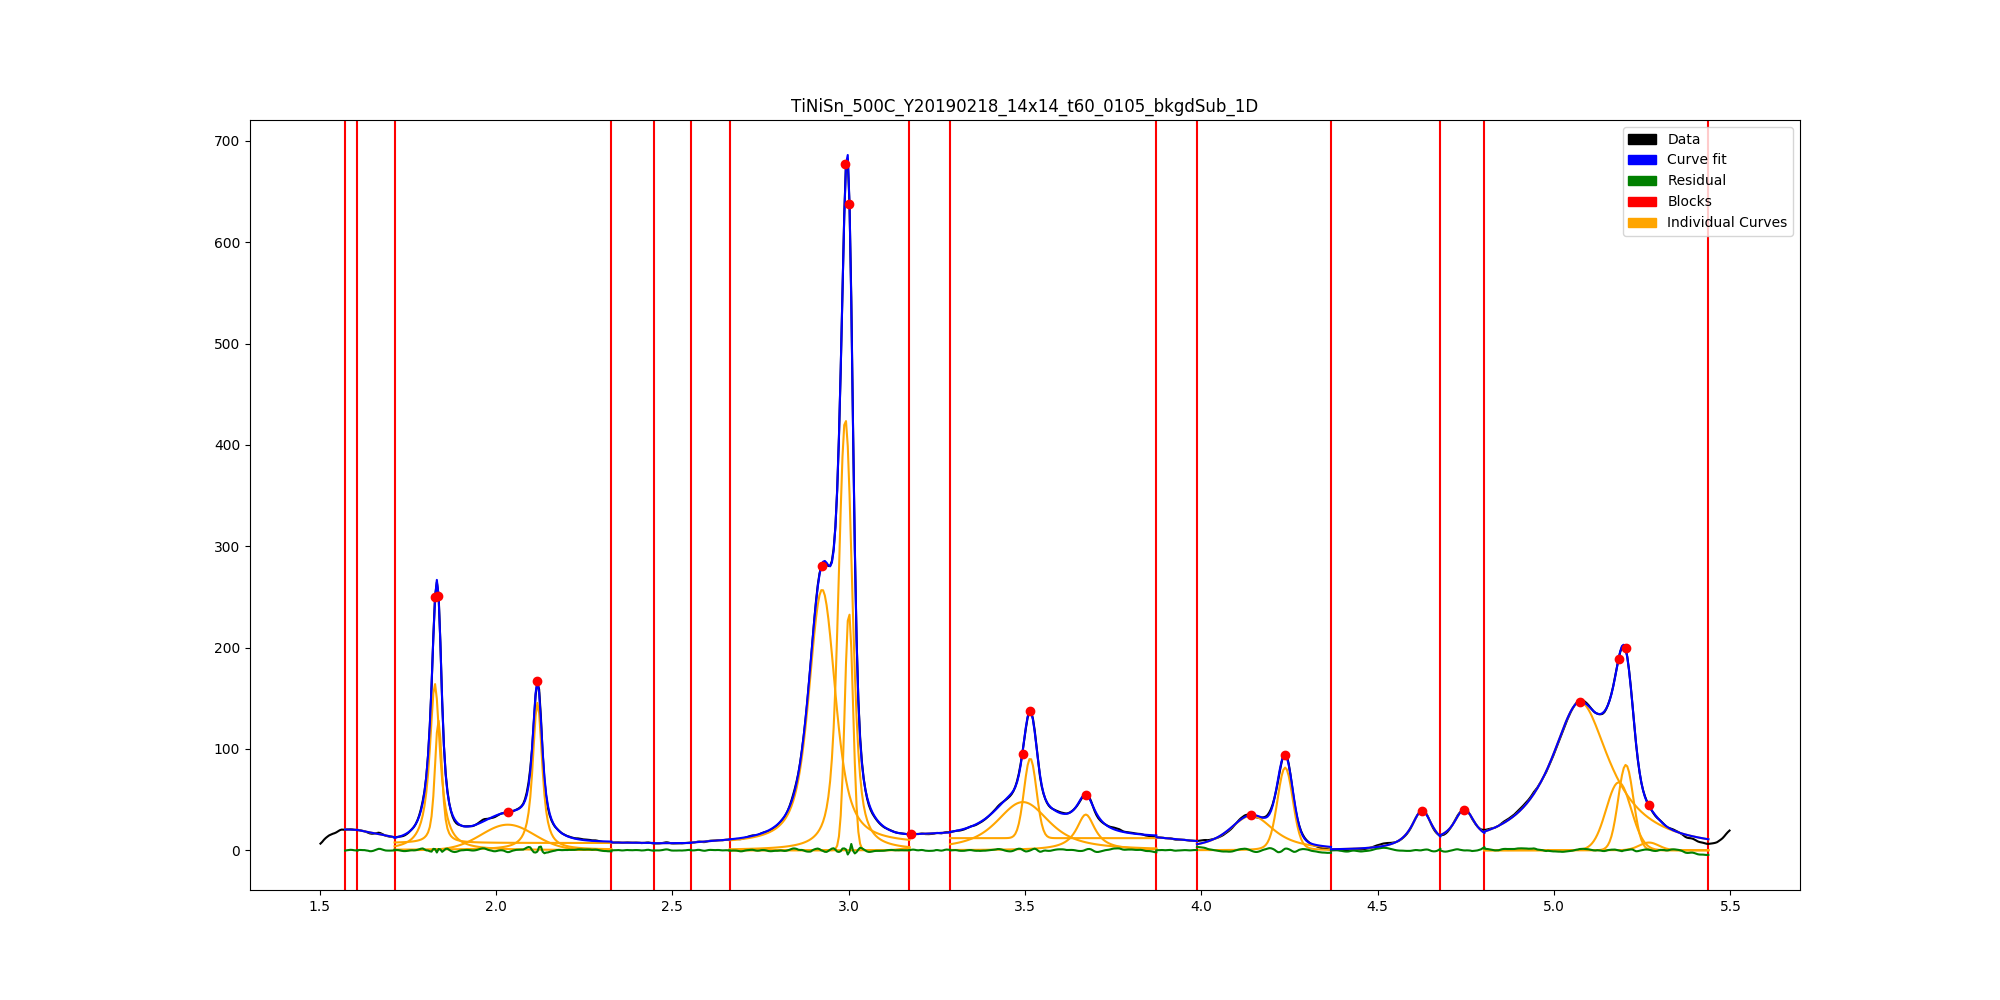 TiNiSn_500C_Y20190218_14x14_t60_0105_bkgdSub_1D
700
600
500
400
300
200
100
0
Data
Curve fit
Residual
Blocks
Individual Curves
1.5 2.0 2.5 3.0 3.5 4.0 4.5 5.0 5.5